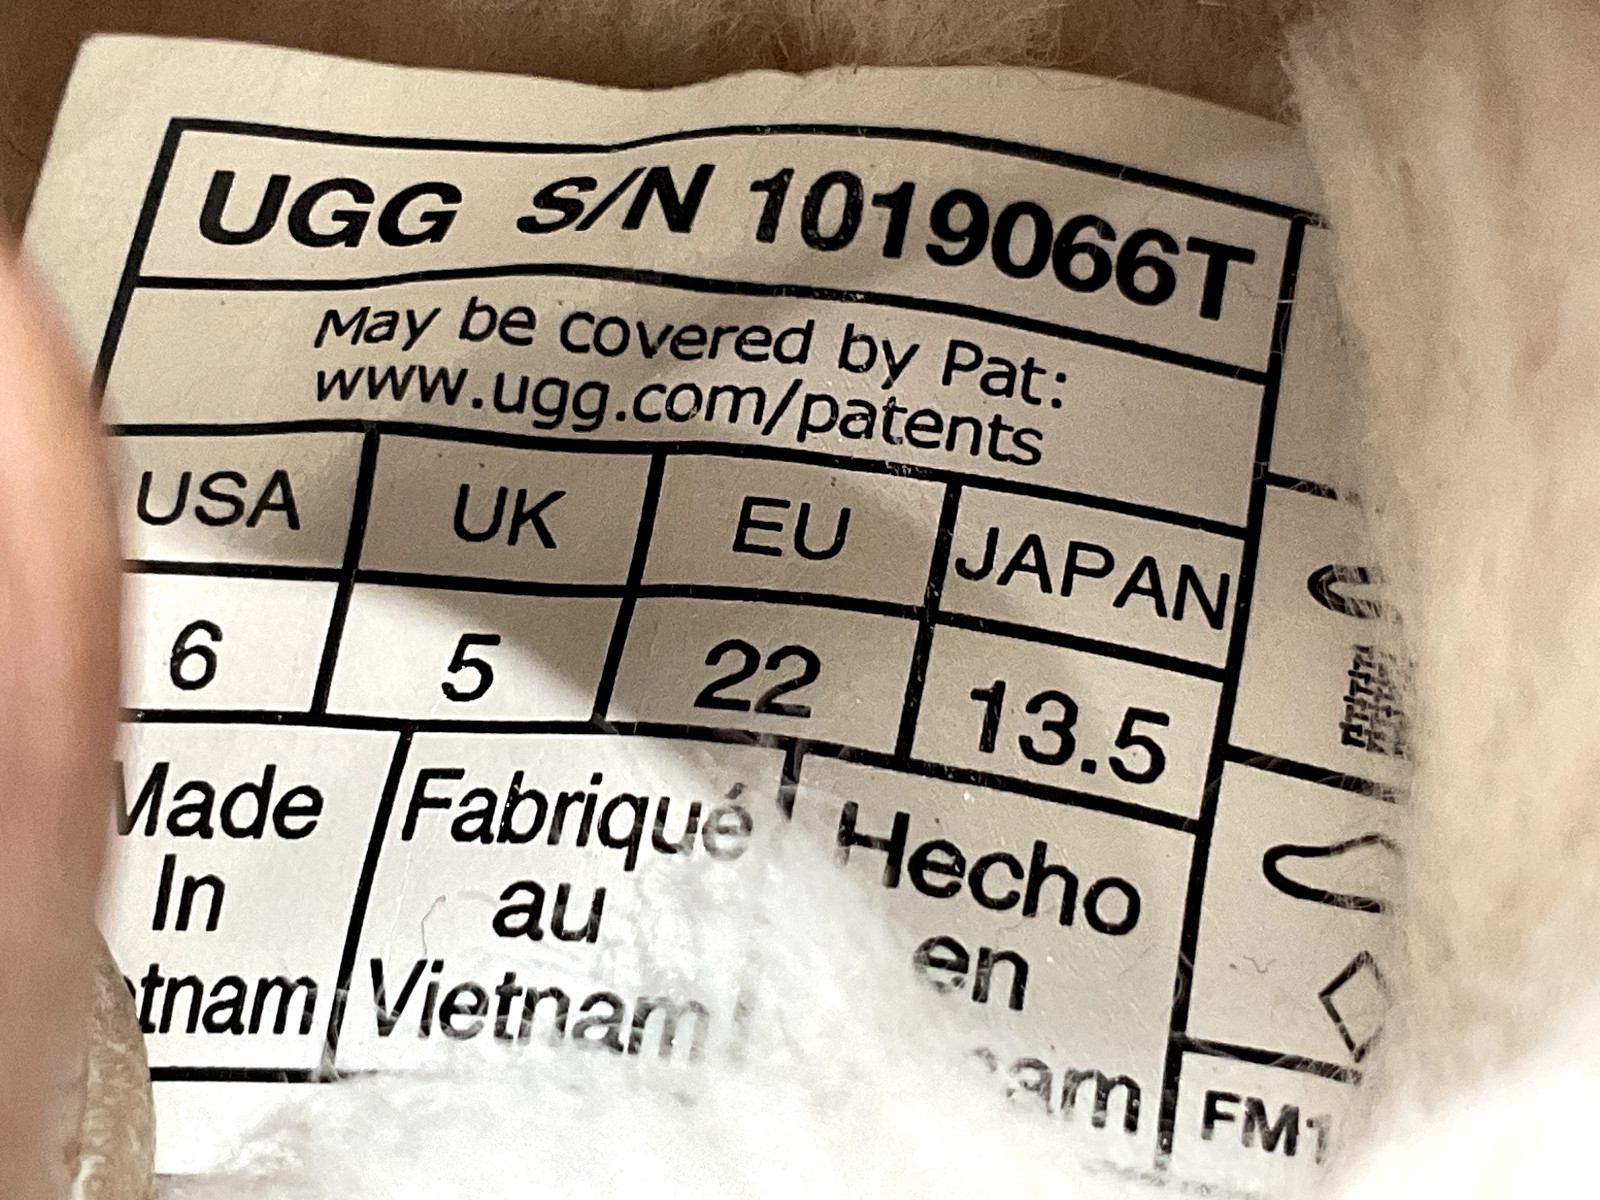 UGG S/N 1019066T
May be covered by Pat:
www.ugg.com/patents
USA UK EU JAPAN
6 5 22 13.5
Made Fabriqué Hecho
In au en
Vietnam
FM1